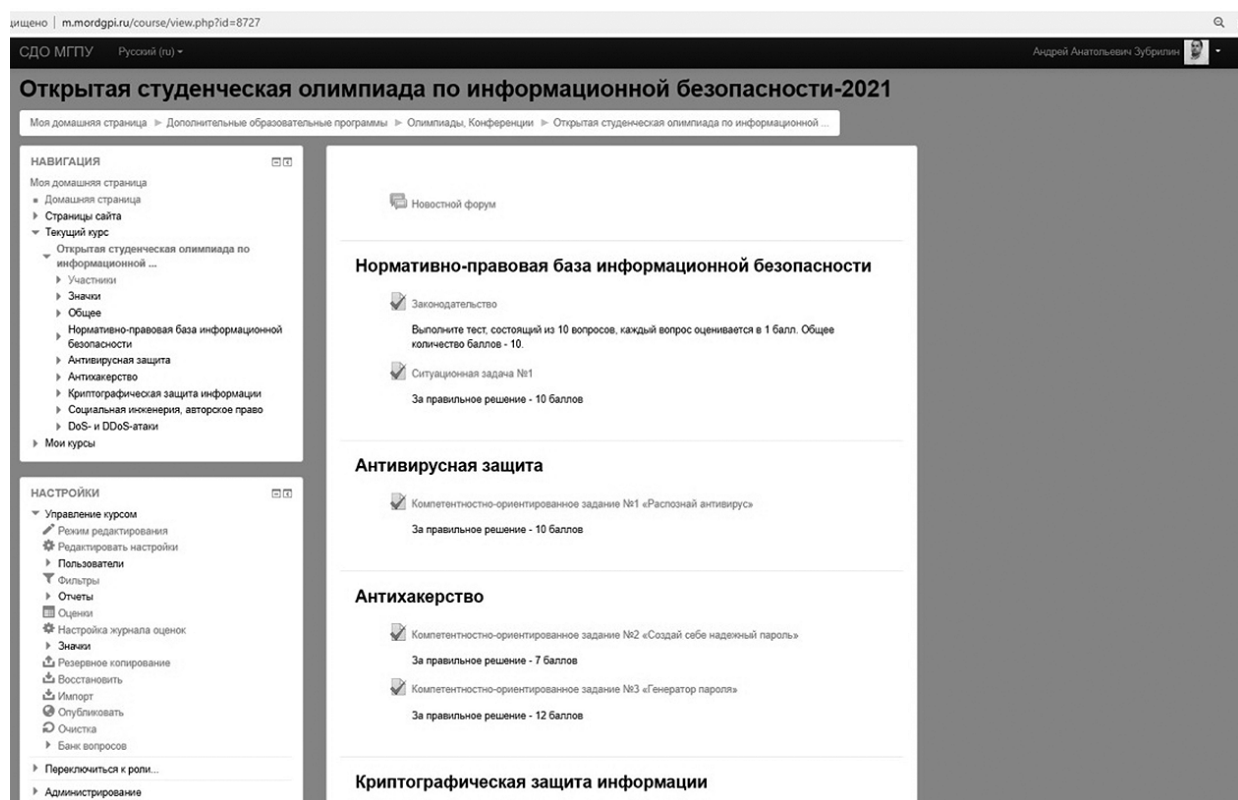 ищено | m.mordgpi.ru/course/view.php?id=8727
СДО МГПУ Русский (ru) Андрей Анатольевич Зубрилин
Открытая студенческая олимпиада по информационной безопасности-2021
Моя домашняя страница Дополнительные образовательные программы Олимпиады, Конференции Открытая студенческая олимпиада по информационной ...
НАВИГАЦИЯ
Моя домашняя страница
Домашняя страница
Страницы сайта
Текущий курс
Открытая студенческая олимпиада по
информационной ...
Участники
Значки
Общее
Нормативно-правовая база информационной
безопасности
Антивирусная защита
Антихакерство
Криптографическая защита информации
Социальная инженерия, авторское право
DoS- и DDoS-атаки
Мои курсы
НАСТРОЙКИ
Управление курсом
Режим редактирования
Редактировать настройки
Пользователи
Фильтры
Отчеты
Оценки
Настройка журнала оценок
Значки
Резервное копирование
Восстановить
Импорт
Опубликовать
Очистка
Банк вопросов
Переключиться к роли...
Администрирование
Новостной форум
Нормативно-правовая база информационной безопасности
Законодательство
Выполните тест, состоящий из 10 вопросов, каждый вопрос оценивается в 1 балл. Общее
количество баллов - 10.
Ситуационная задача №1
За правильное решение - 10 баллов
Антивирусная защита
Компетентностно-ориентированное задание №1 «Распознай антивирус»
За правильное решение - 10 баллов
Антихакерство
Компетентностно-ориентированное задание №2 «Создай себе надежный пароль»
За правильное решение - 7 баллов
Компетентностно-ориентированное задание №3 «Генератор пароля»
За правильное решение - 12 баллов
Криптографическая защита информации